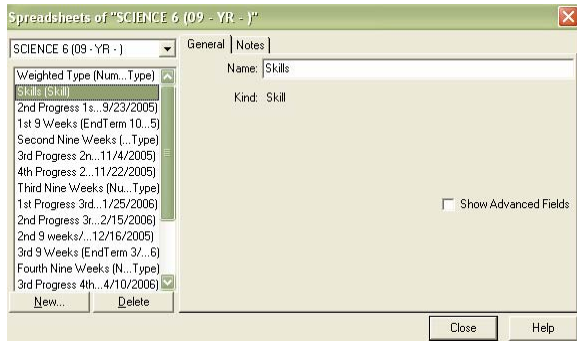 Spreadsheets of "SCIENCE 6 (09 - YR - )"
SCIENCE 6 (09 - YR - )
Weighted Type (Num...Type)
Skills (Skill)
2nd Progress 1s...9/23/2005)
1st 9 Weeks (EndTerm 10...5)
Second Nine Weeks (...Type)
3rd Progress 2n...11/4/2005)
4th Progress 2...11/22/2005)
Third Nine Weeks (Nu...Type)
1st Progress 3rd...1/25/2006)
2nd Progress 3r...2/15/2006)
2nd 9 weeks/...12/16/2005)
3rd 9 Weeks (EndTerm 3/...6)
Fourth Nine Weeks (N...Type)
3rd Progress 4th...4/10/2006)
New...
Delete
General
Notes
Name: Skills
Kind: Skill
Show Advanced Fields
Close
Help